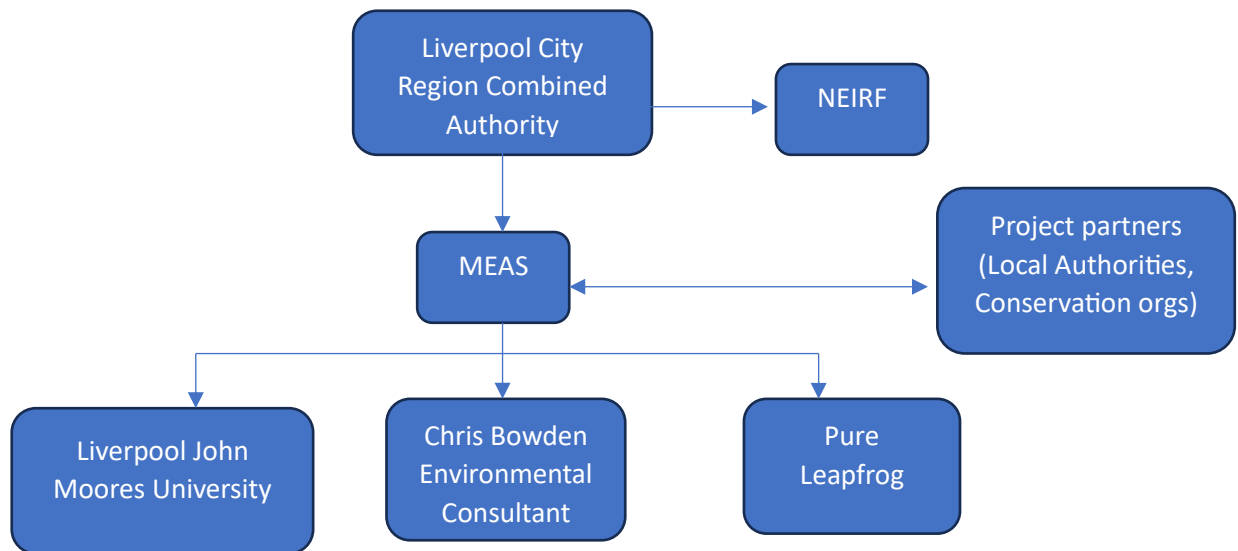 Liverpool City
Region Combined
Authority
NEIRF
MEAS
Project partners
(Local Authorities,
Conservation orgs)
Liverpool John
Moores University
Chris Bowden
Environmental
Consultant
Pure
Leapfrog